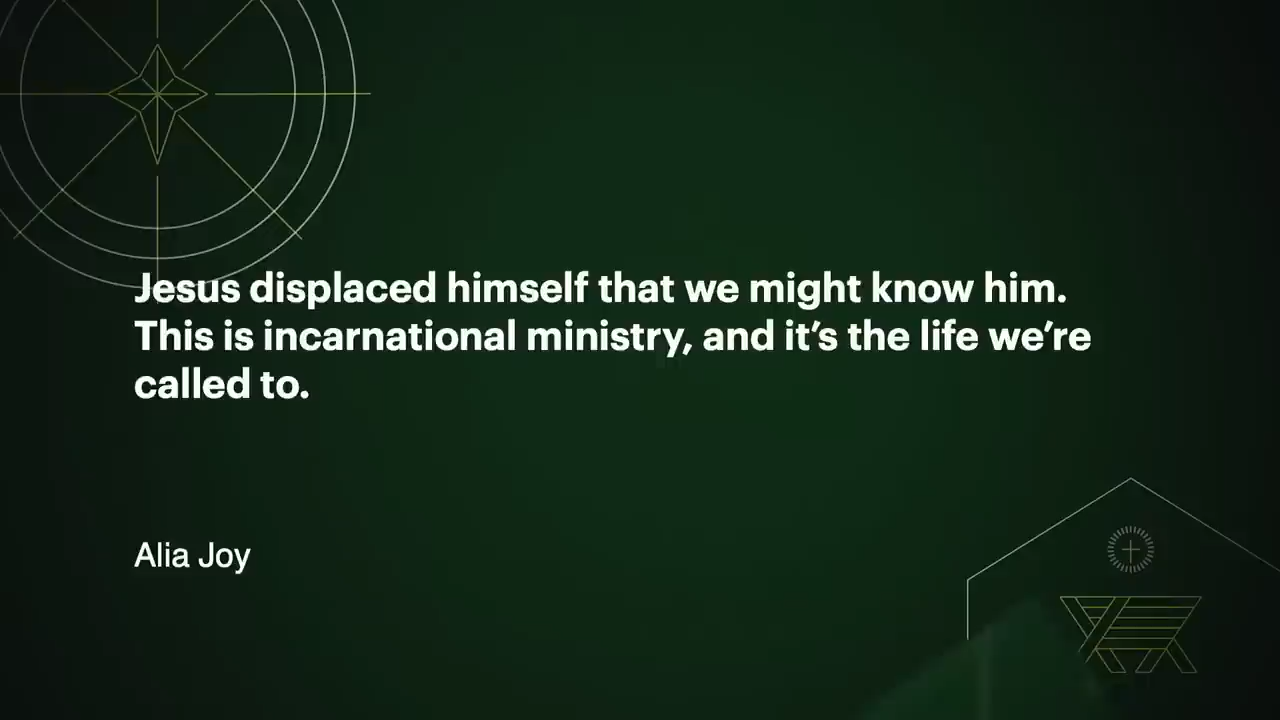 Jesus displaced himself that we might know him.
This is incarnational ministry, and it’s the life we’re
called to.
Alia Joy